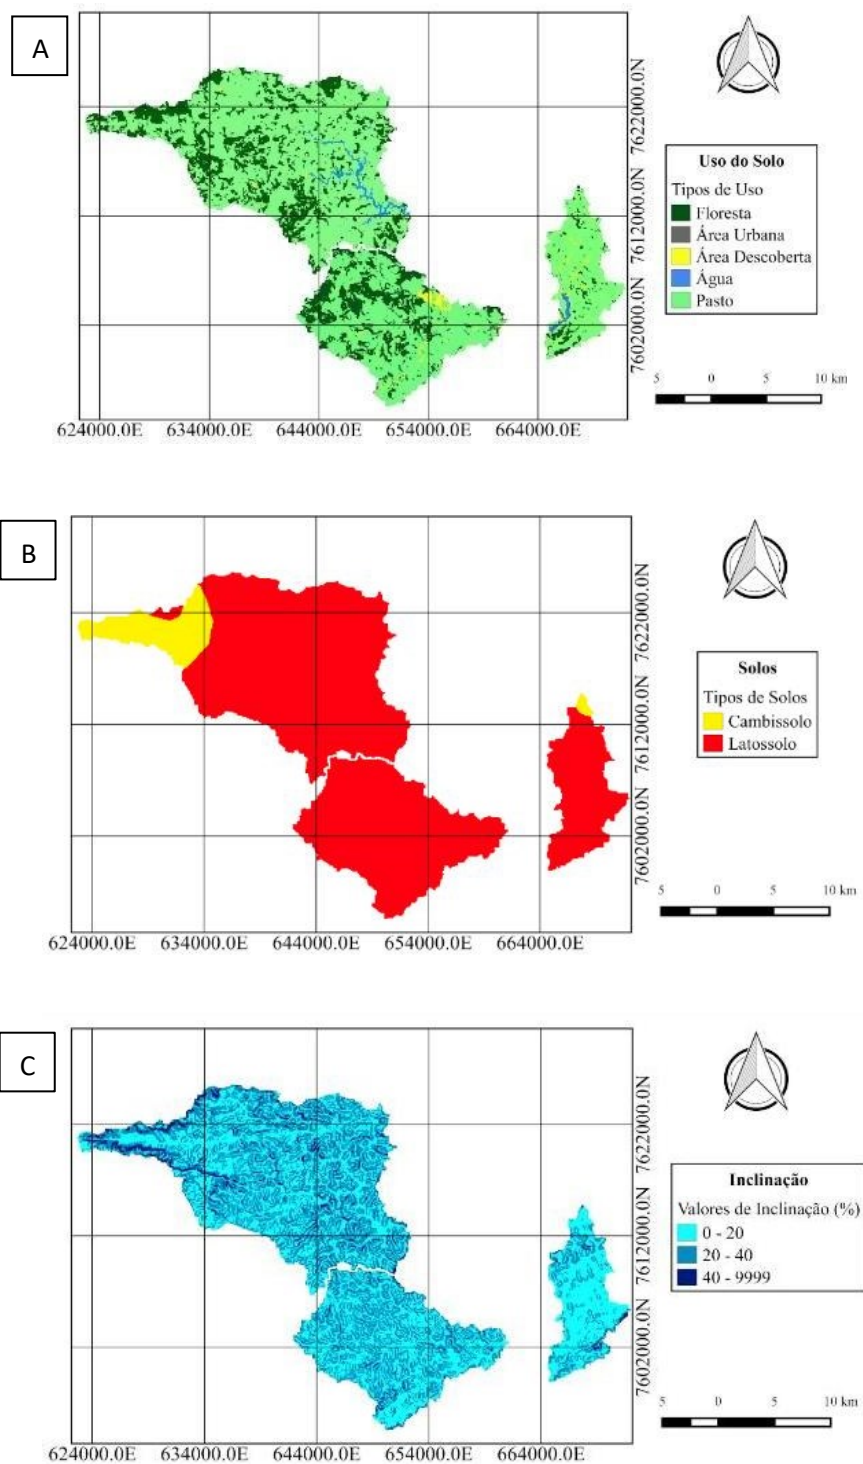 A
7622000.0N
7612000.0N
7602000.0N
Uso do Solo
Tipos de Uso
Floresta
Área Urbana
Área Descoberta
Água
Pasto
5 0 5 10 km
624000.0E 634000.0E 644000.0E 654000.0E 664000.0E
B
7622000.0N
7612000.0N
7602000.0N
Solos
Tipos de Solos
Cambissolo
Latossolo
5 0 5 10 km
624000.0E 634000.0E 644000.0E 654000.0E 664000.0E
C
7622000.0N
7612000.0N
7602000.0N
Inclinação
Valores de Inclinação (%)
0 - 20
20 - 40
40 - 9999
5 0 5 10 km
624000.0E 634000.0E 644000.0E 654000.0E 664000.0E